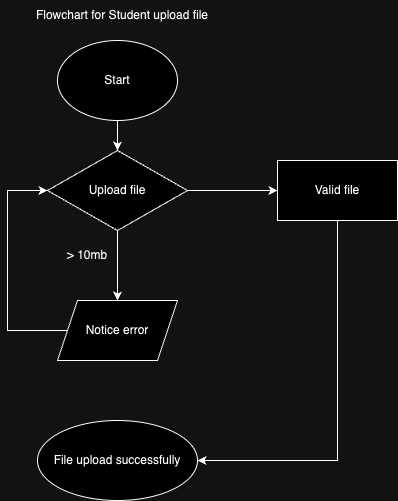 Flowchart for Student upload file
Start
Upload file
Valid file
> 10mb
Notice error
File upload successfully